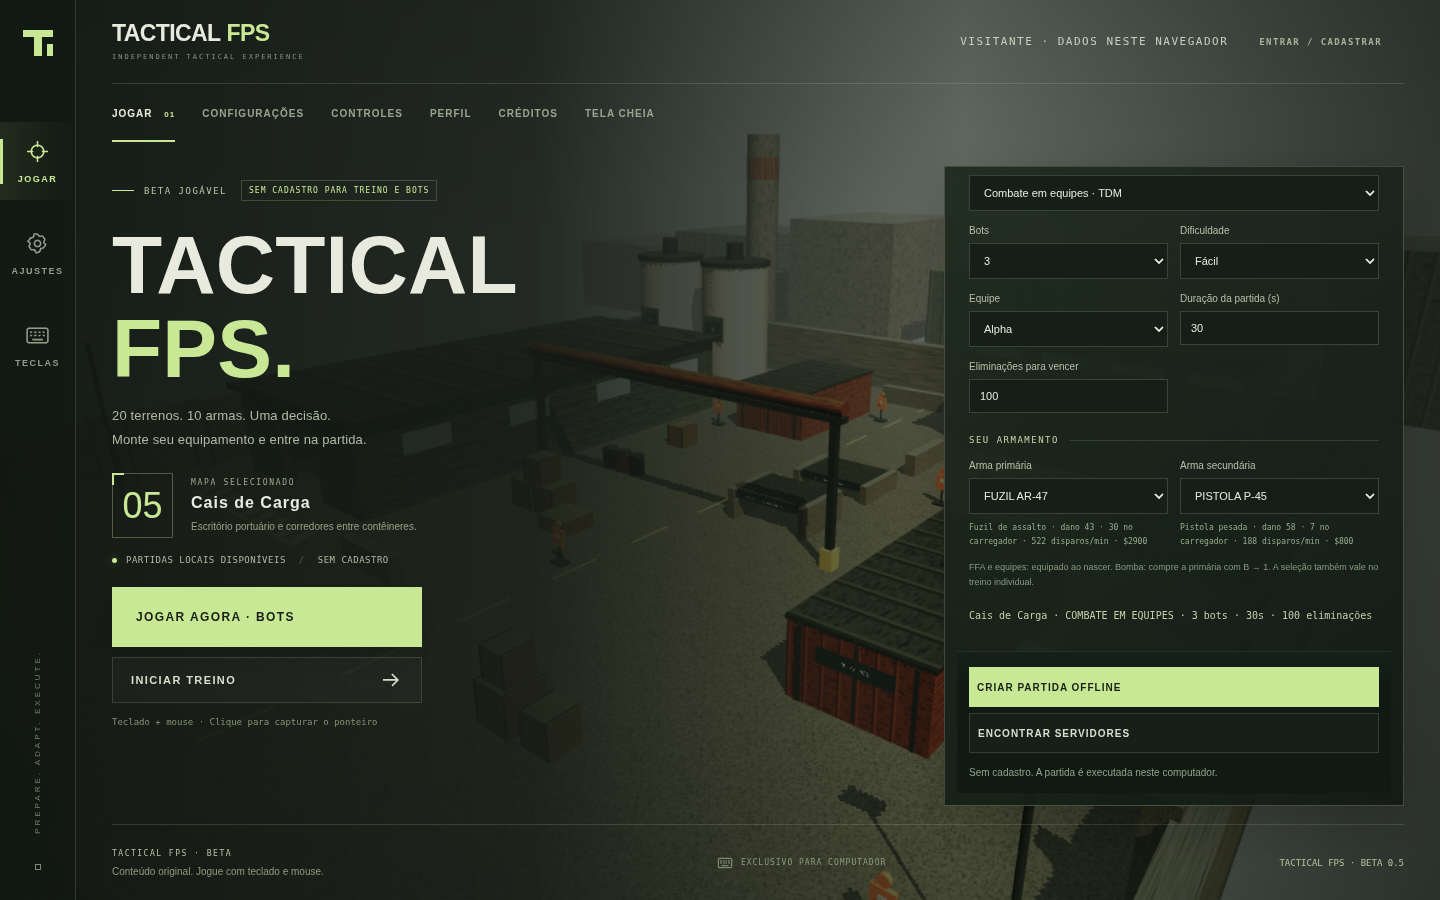 TACTICAL FPS
INDEPENDENT TACTICAL EXPERIENCE
VISITANTE · DADOS NESTE NAVEGADOR
ENTRAR / CADASTRAR
JOGAR 01
CONFIGURAÇÕES
CONTROLES
PERFIL
CRÉDITOS
TELA CHEIA
JOGAR
AJUSTES
TECLAS
PREPARE. ADAPT. EXECUTE.
BETA JOGÁVEL
SEM CADASTRO PARA TREINO E BOTS
TACTICAL
FPS.
20 terrenos. 10 armas. Uma decisão.
Monte seu equipamento e entre na partida.
05
MAPA SELECIONADO
Cais de Carga
Escritório portuário e corredores entre contêineres.
PARTIDAS LOCAIS DISPONÍVEIS / SEM CADASTRO
JOGAR AGORA · BOTS
INICIAR TREINO
Teclado + mouse · Clique para capturar o ponteiro
Combate em equipes · TDM
Bots
3
Dificuldade
Fácil
Equipe
Alpha
Duração da partida (s)
30
Eliminações para vencer
100
SEU ARMAMENTO
Arma primária
FUZIL AR-47
Fuzil de assalto · dano 43 · 30 no
carregador · 522 disparos/min · $2900
Arma secundária
PISTOLA P-45
Pistola pesada · dano 58 · 7 no
carregador · 188 disparos/min · $800
FFA e equipes: equipado ao nascer. Bomba: compre a primária com B → 1. A seleção também vale no
treino individual.
Cais de Carga · COMBATE EM EQUIPES · 3 bots · 30s · 100 eliminações
CRIAR PARTIDA OFFLINE
ENCONTRAR SERVIDORES
Sem cadastro. A partida é executada neste computador.
TACTICAL FPS · BETA
Conteúdo original. Jogue com teclado e mouse.
EXCLUSIVO PARA COMPUTADOR
TACTICAL FPS · BETA 0.5